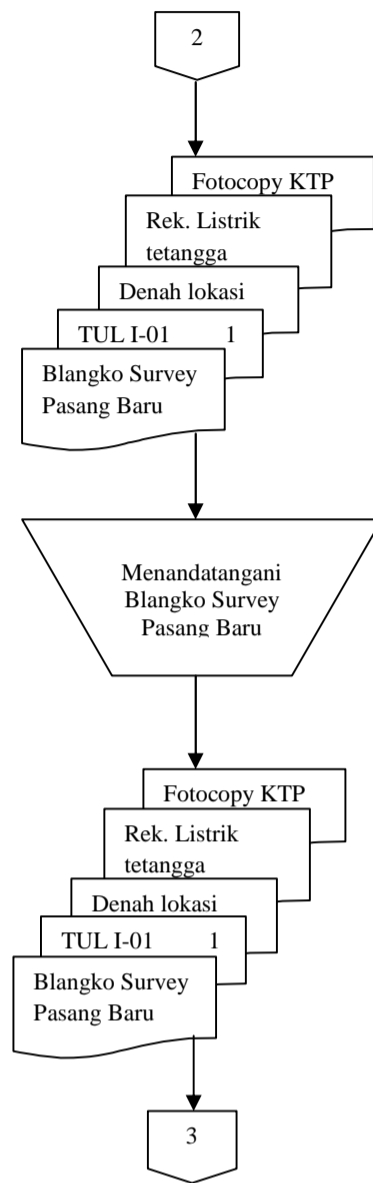 2
Fotocopy KTP
Rek. Listrik
tetangga
Denah lokasi
TUL I-01 1
Blangko Survey
Pasang Baru
Menandatangani
Blangko Survey
Pasang Baru
Fotocopy KTP
Rek. Listrik
tetangga
Denah lokasi
TUL I-01 1
Blangko Survey
Pasang Baru
3